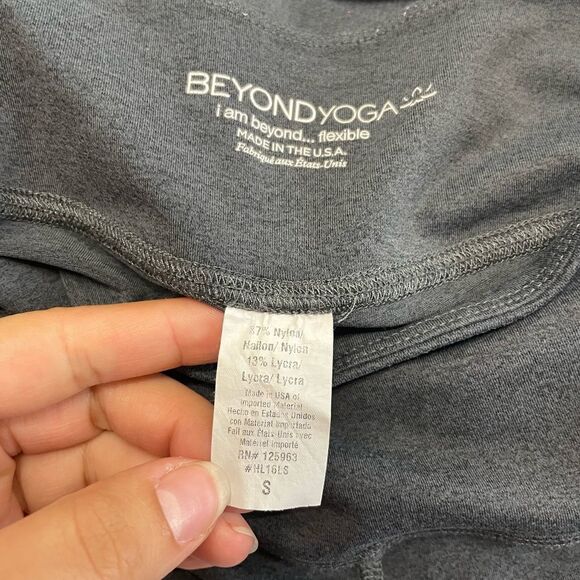 BEYONDYOGA
i am beyond... flexible
MADE IN THE U.S.A.
Fabriqué aux États-Unis
87% Nylon/
Nailon/ Nylon
13% Lycra/
Lycra/ Lycra
Made in USA of
Imported Material
Hecho en Estados Unidos
con Material Importado
Fait aux États-Unis avec
Matériel Importé
RN# 125963
#HL16LS
S